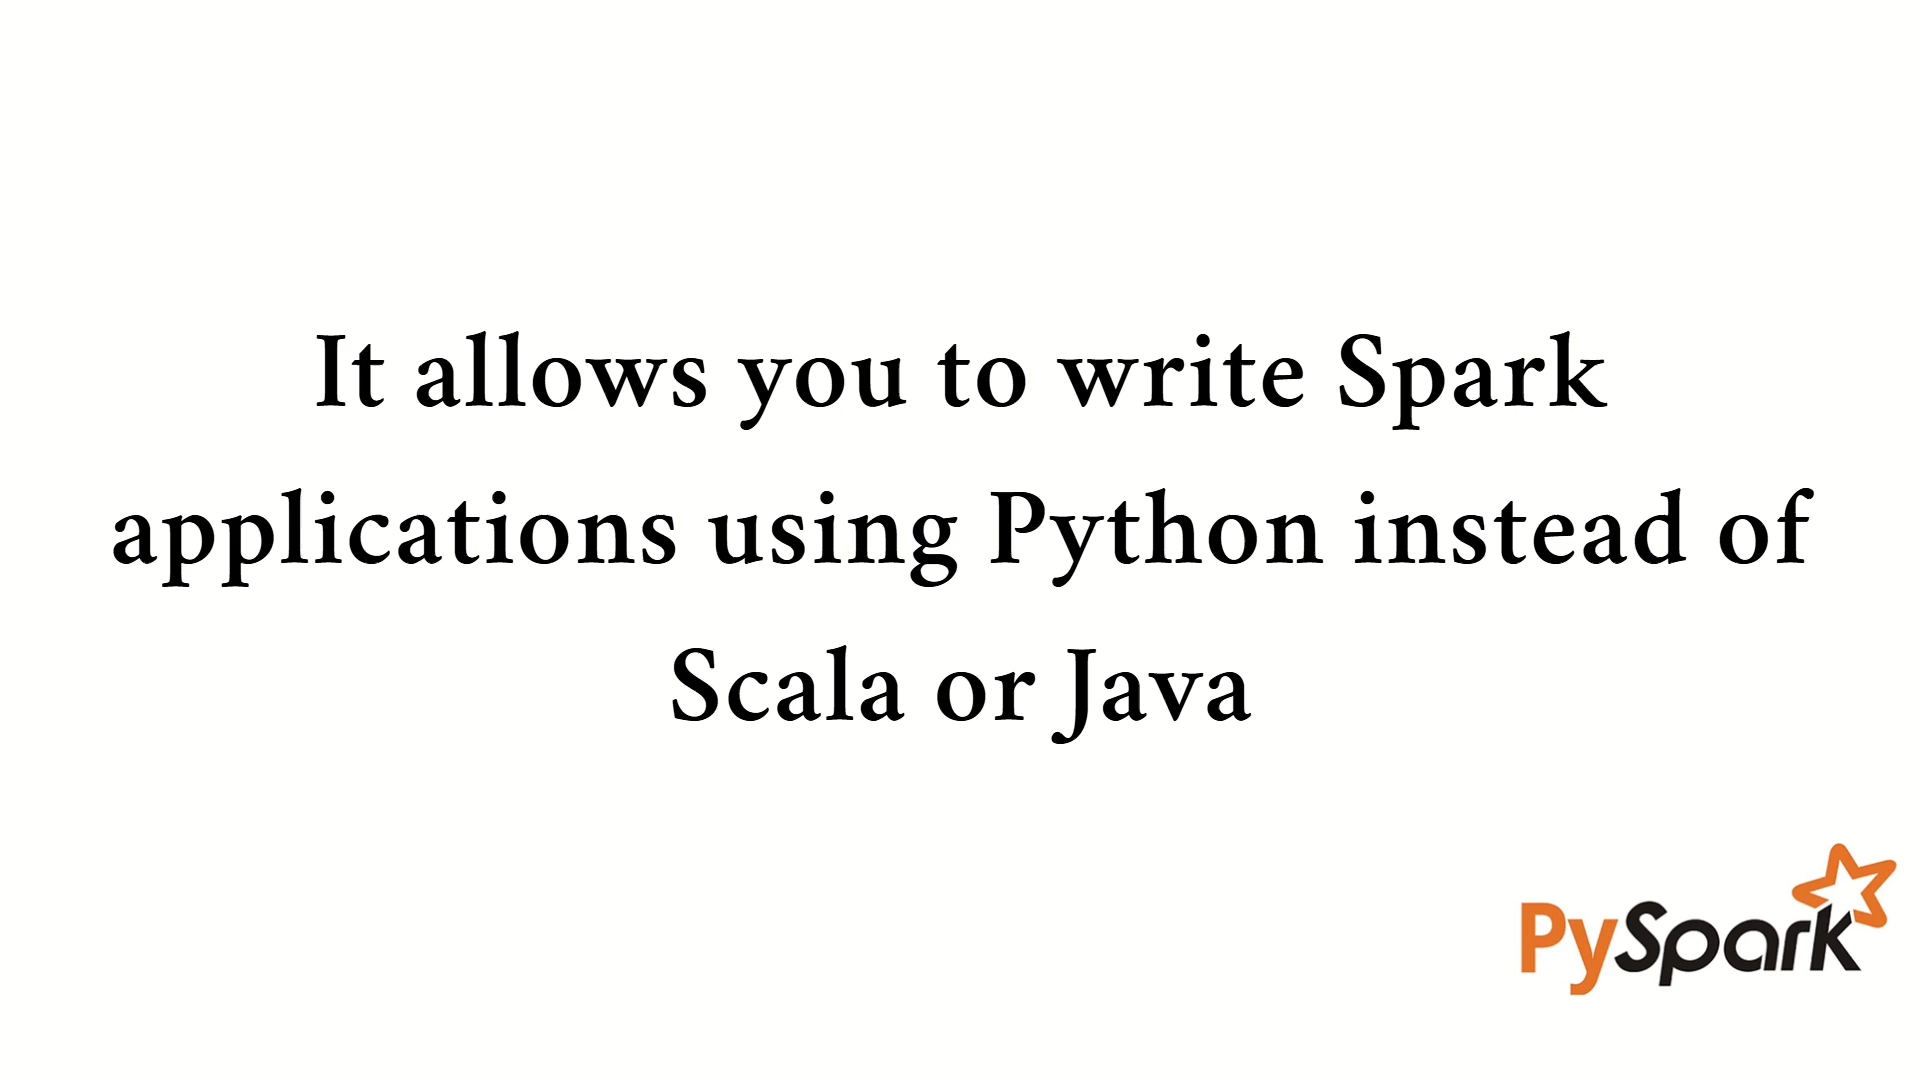 It allows you to write Spark
applications using Python instead of
Scala or Java
PySpark